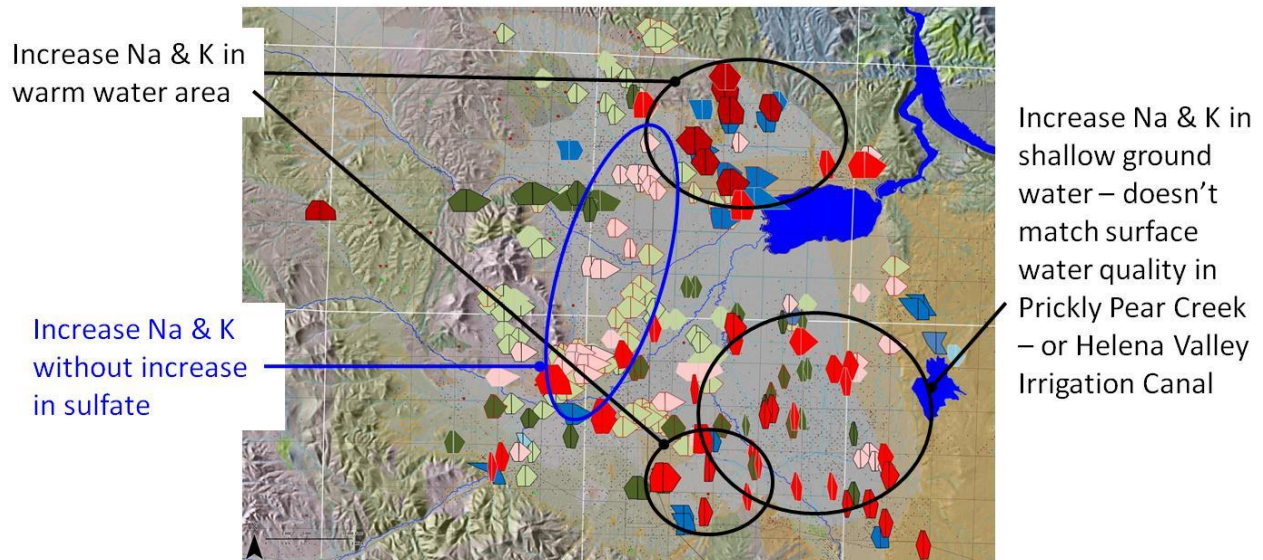 Increase Na & K in
warm water area
Increase Na & K
without increase
in sulfate
Increase Na & K in
shallow ground
water – doesn't
match surface
water quality in
Prickly Pear Creek
– or Helena Valley
Irrigation Canal